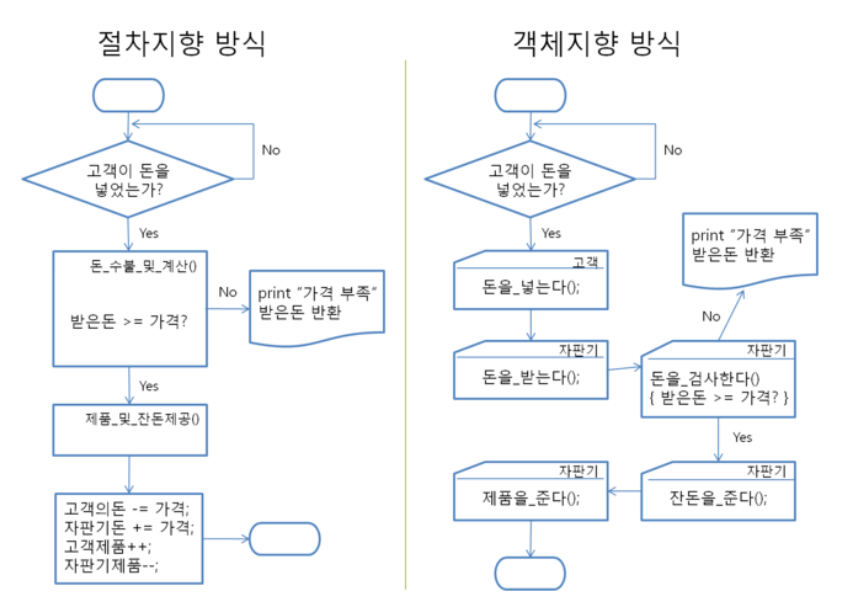 절차지향 방식
고객이 돈을
넣었는가?
No
Yes
돈_수불_및_계산()
받은돈 >= 가격?
No
print “가격 부족”
받은돈 반환
Yes
제품_및_잔돈제공()
고객의돈 -= 가격;
자판기돈 += 가격;
고객제품++;
자판기제품--;
객체지향 방식
고객이 돈을
넣었는가?
No
Yes
고객
돈을_넣는다();
자판기
돈을_받는다();
자판기
돈을_검사한다()
{ 받은돈 >= 가격? }
No
print “가격 부족”
받은돈 반환
Yes
자판기
잔돈을_준다();
자판기
제품을_준다();